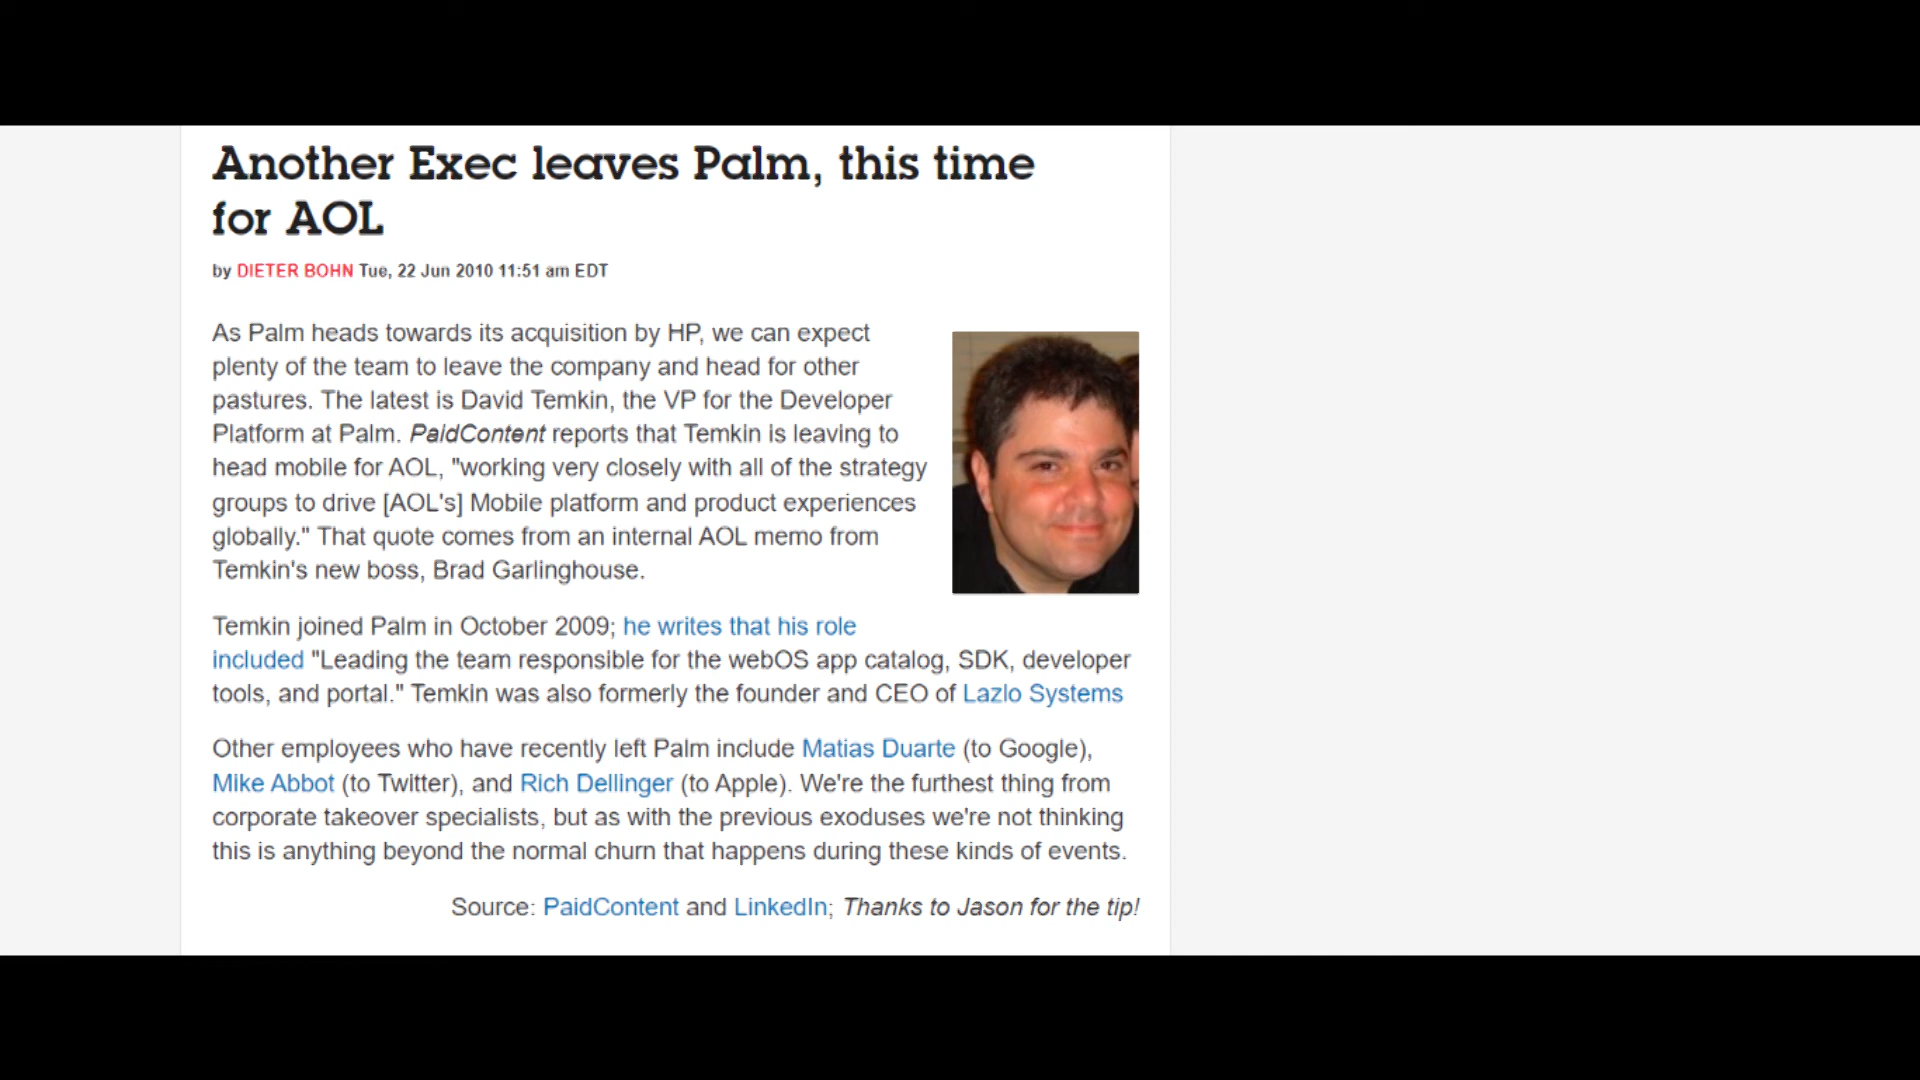 Another Exec leaves Palm, this time
for AOL
by DIETER BOHN Tue, 22 Jun 2010 11:51 am EDT
As Palm heads towards its acquisition by HP, we can expect
plenty of the team to leave the company and head for other
pastures. The latest is David Temkin, the VP for the Developer
Platform at Palm. PaidContent reports that Temkin is leaving to
head mobile for AOL, "working very closely with all of the strategy
groups to drive [AOL's] Mobile platform and product experiences
globally." That quote comes from an internal AOL memo from
Temkin's new boss, Brad Garlinghouse.
Temkin joined Palm in October 2009; he writes that his role
included "Leading the team responsible for the webOS app catalog, SDK, developer
tools, and portal." Temkin was also formerly the founder and CEO of Lazlo Systems
Other employees who have recently left Palm include Matias Duarte (to Google),
Mike Abbot (to Twitter), and Rich Dellinger (to Apple). We're the furthest thing from
corporate takeover specialists, but as with the previous exoduses we're not thinking
this is anything beyond the normal churn that happens during these kinds of events.
Source: PaidContent and LinkedIn; Thanks to Jason for the tip!